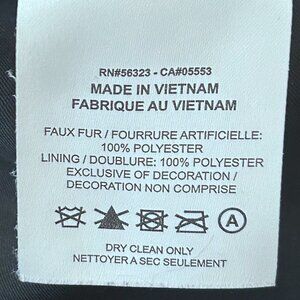 RN#56323 - CA#05553
MADE IN VIETNAM
FABRIQUE AU VIETNAM
FAUX FUR / FOURRURE ARTIFICIELLE:
100% POLYESTER
LINING / DOUBLURE: 100% POLYESTER
EXCLUSIVE OF DECORATION /
DECORATION NON COMPRISE
A
DRY CLEAN ONLY
NETTOYER A SEC SEULEMENT